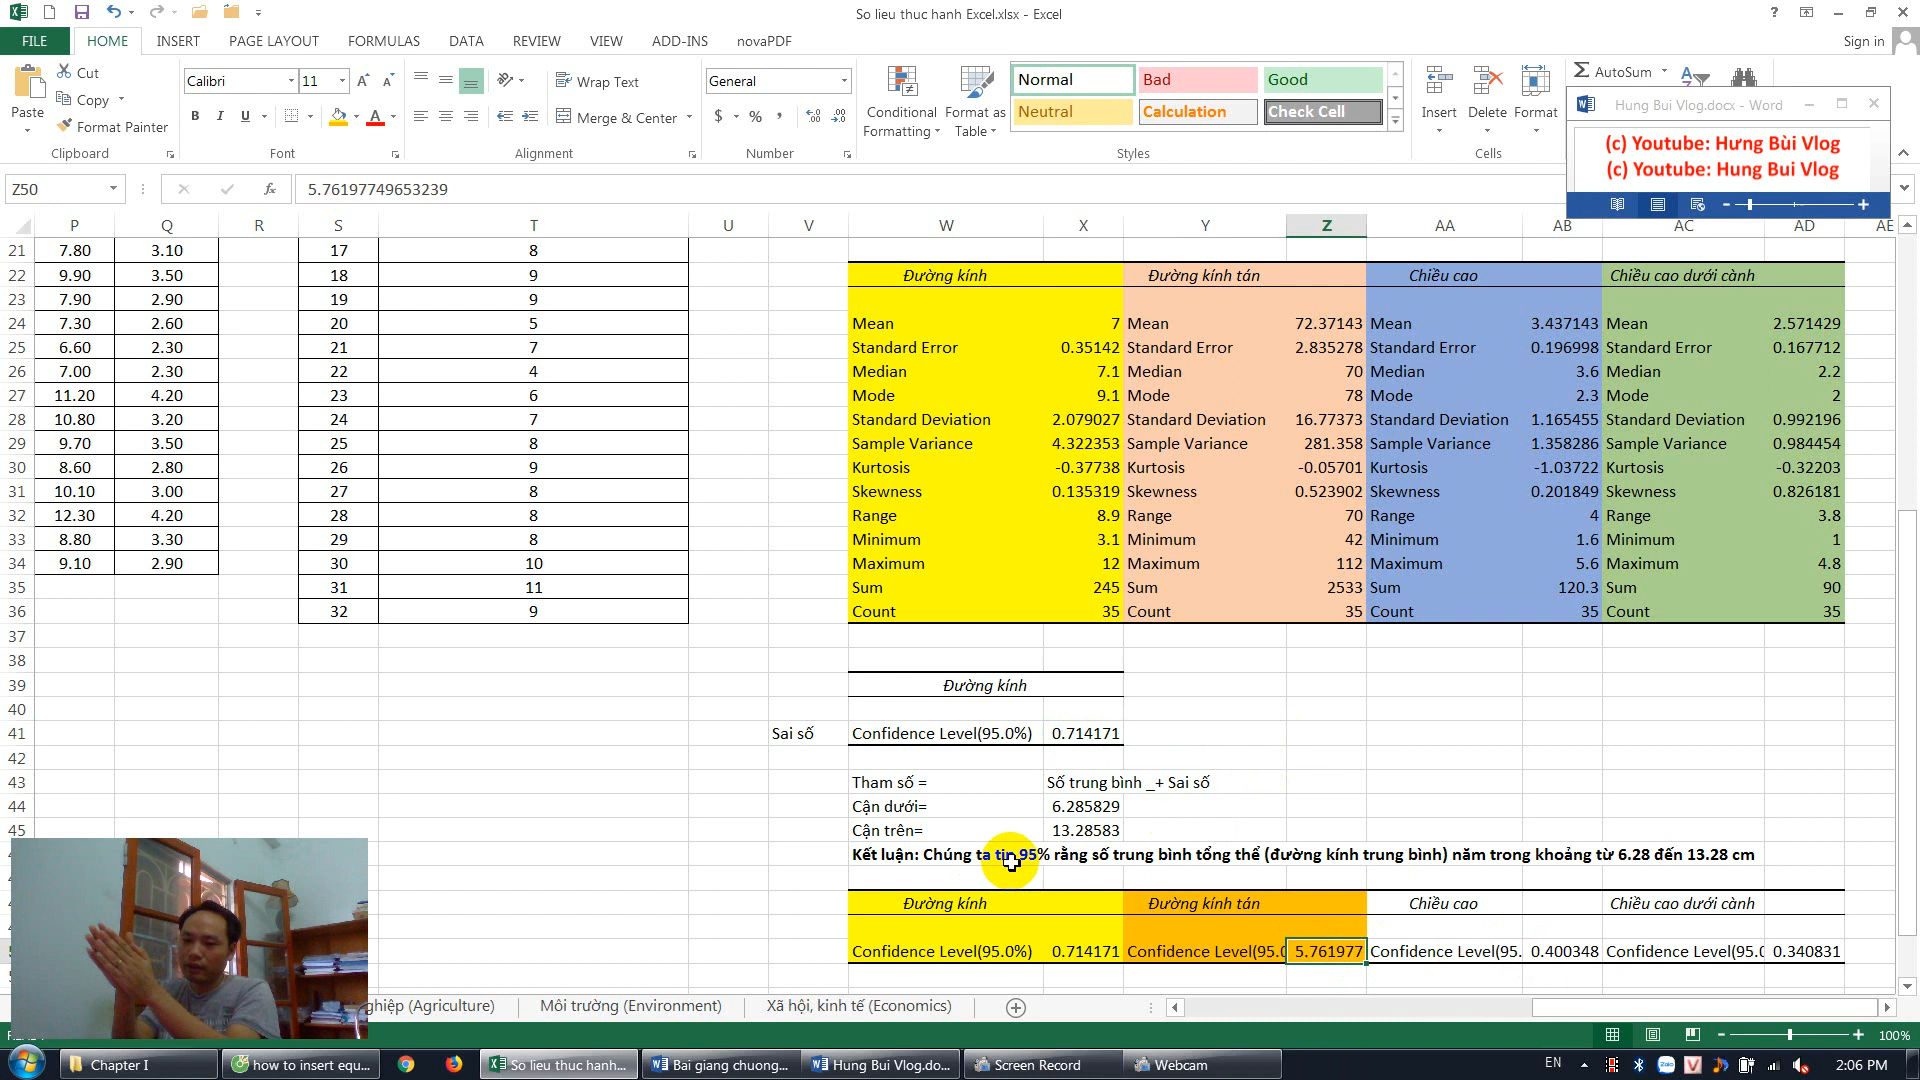 So lieu thuc hanh Excel.xlsx - Excel
FILE HOME INSERT PAGE LAYOUT FORMULAS DATA REVIEW VIEW ADD-INS novaPDF Sign in
Paste Cut Calibri 11 Wrap Text General Normal Bad Good AutoSum
Copy Merge & Center Conditional Formatting Format as Table Neutral Calculation Check Cell Insert Delete Format
Format Painter
Clipboard Font Alignment Number Styles Cells
Hung Bui Vlog.docx - Word
(c) Youtube: Hưng Bùi Vlog
(c) Youtube: Hung Bui Vlog
Z50 5.76197749653239
P Q R S T U V W X Y Z AA AB AC AD AE
21 7.80 3.10 17 8
22 9.90 3.50 18 9 Đường kính Đường kính tán Chiều cao Chiều cao dưới cành
23 7.90 2.90 19 9
24 7.30 2.60 20 5 Mean 7 Mean 72.37143 Mean 3.437143 Mean 2.571429
25 6.60 2.30 21 7 Standard Error 0.35142 Standard Error 2.835278 Standard Error 0.196998 Standard Error 0.167712
26 7.00 2.30 22 4 Median 7.1 Median 70 Median 3.6 Median 2.2
27 11.20 4.20 23 6 Mode 9.1 Mode 78 Mode 2.3 Mode 2
28 10.80 3.20 24 7 Standard Deviation 2.079027 Standard Deviation 16.77373 Standard Deviation 1.165455 Standard Deviation 0.992196
29 9.70 3.50 25 8 Sample Variance 4.322353 Sample Variance 281.358 Sample Variance 1.358286 Sample Variance 0.984454
30 8.60 2.80 26 9 Kurtosis -0.37738 Kurtosis -0.05701 Kurtosis -1.03722 Kurtosis -0.32203
31 10.10 3.00 27 8 Skewness 0.135319 Skewness 0.523902 Skewness 0.201849 Skewness 0.826181
32 12.30 4.20 28 8 Range 8.9 Range 70 Range 4 Range 3.8
33 8.80 3.30 29 8 Minimum 3.1 Minimum 42 Minimum 1.6 Minimum 1
34 9.10 2.90 30 10 Maximum 12 Maximum 112 Maximum 5.6 Maximum 4.8
35 31 11 Sum 245 Sum 2533 Sum 120.3 Sum 90
36 32 9 Count 35 Count 35 Count 35 Count 35
37
38
39 Đường kính
40
41 Sai số Confidence Level(95.0%) 0.714171
42
43 Tham số = Số trung bình _+ Sai số
44 Cận dưới= 6.285829
45 Cận trên= 13.28583
Kết luận: Chúng ta tin 95% rằng số trung bình tổng thể (đường kính trung bình) năm trong khoảng từ 6.28 đến 13.28 cm
Đường kính Đường kính tán Chiều cao Chiều cao dưới cành
Confidence Level(95.0%) 0.714171 Confidence Level(95.0 5.761977 Confidence Level(95. 0.400348 Confidence Level(95.0 0.340831
ghiệp (Agriculture) Môi trường (Environment) Xã hội, kinh tế (Economics)
100%
Chapter I how to insert equ... So lieu thuc hanh... Bai giang chuong... Hung Bui Vlog.do... Screen Record Webcam EN 2:06 PM